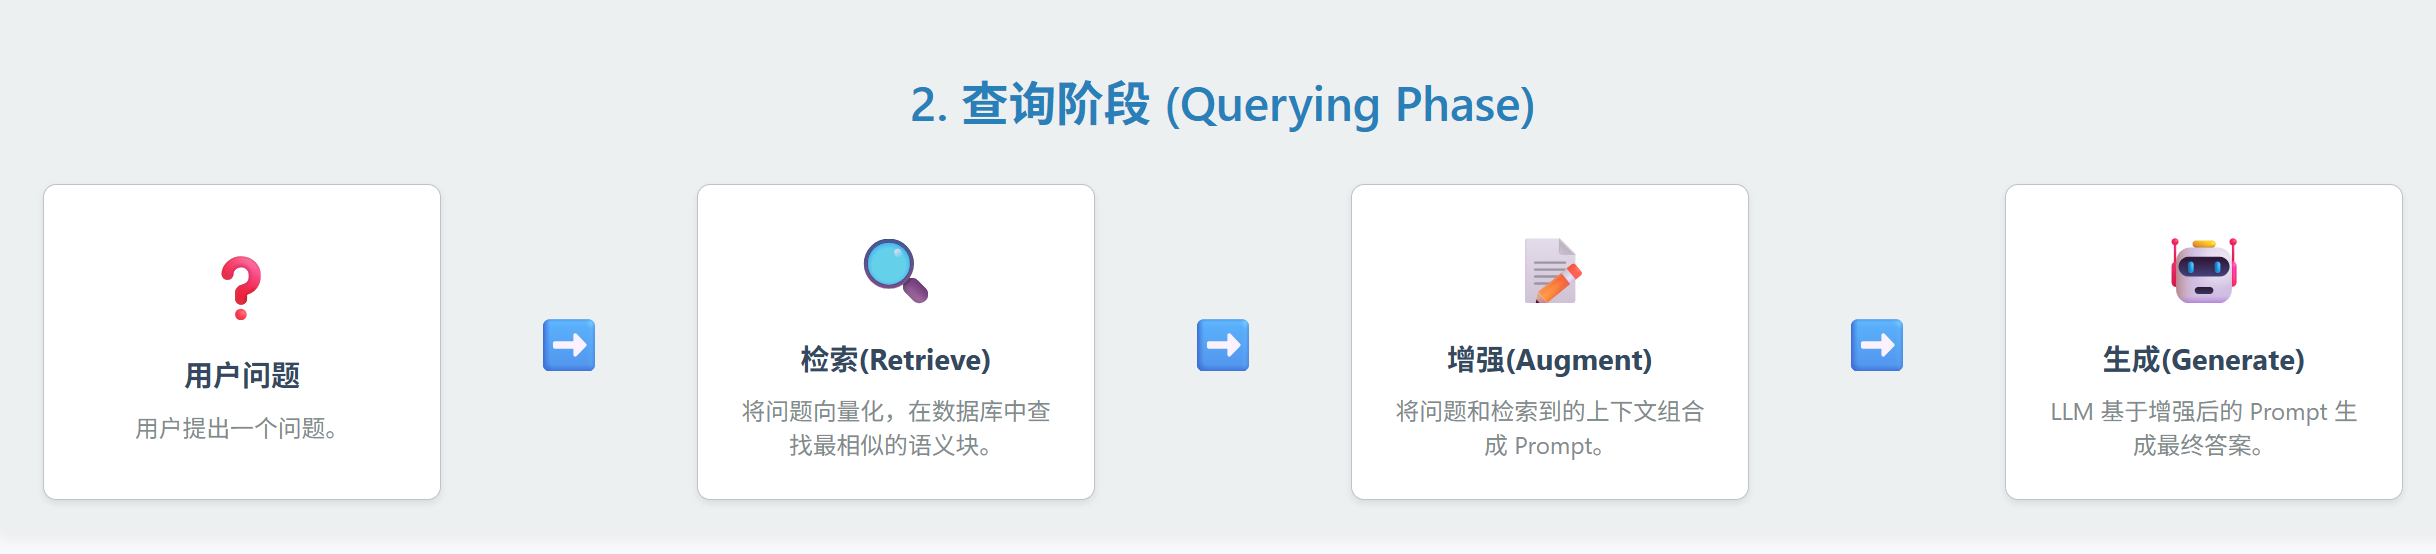 2. 查询阶段 (Querying Phase)
用户问题
用户提出一个问题。
检索(Retrieve)
将问题向量化，在数据库中查
找最相似的语义块。
增强(Augment)
将问题和检索到的上下文组合
成 Prompt。
生成(Generate)
LLM 基于增强后的 Prompt 生
成最终答案。